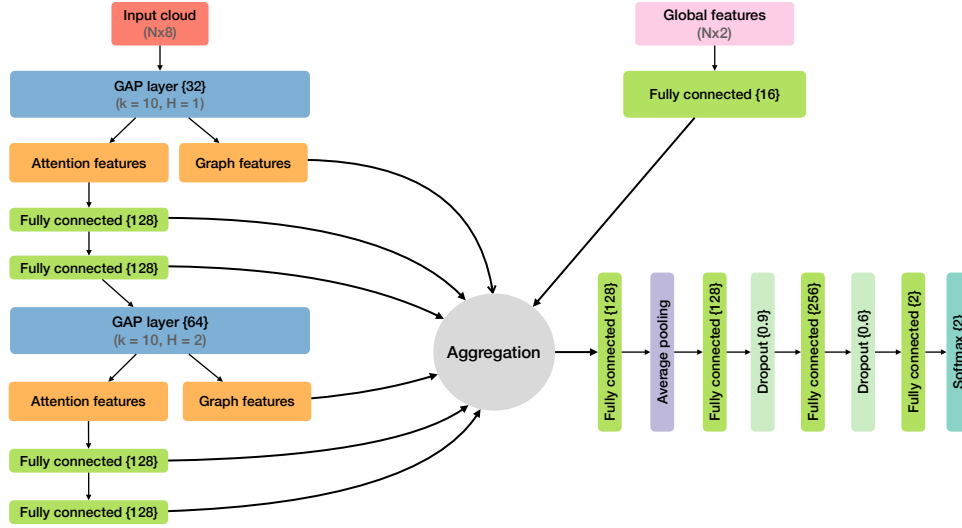 Input cloud
(Nx8)
GAP layer {32}
(k = 10, H = 1)
Attention features
Graph features
Fully connected {128}
Fully connected {128}
GAP layer {64}
(k = 10, H = 2)
Attention features
Graph features
Fully connected {128}
Fully connected {128}
Global features
(Nx2)
Fully connected {16}
Aggregation
Fully connected {128}
Average pooling
Fully connected {128}
Dropout {0.9}
Fully connected {256}
Dropout {0.6}
Fully connected {2}
Softmax {2}